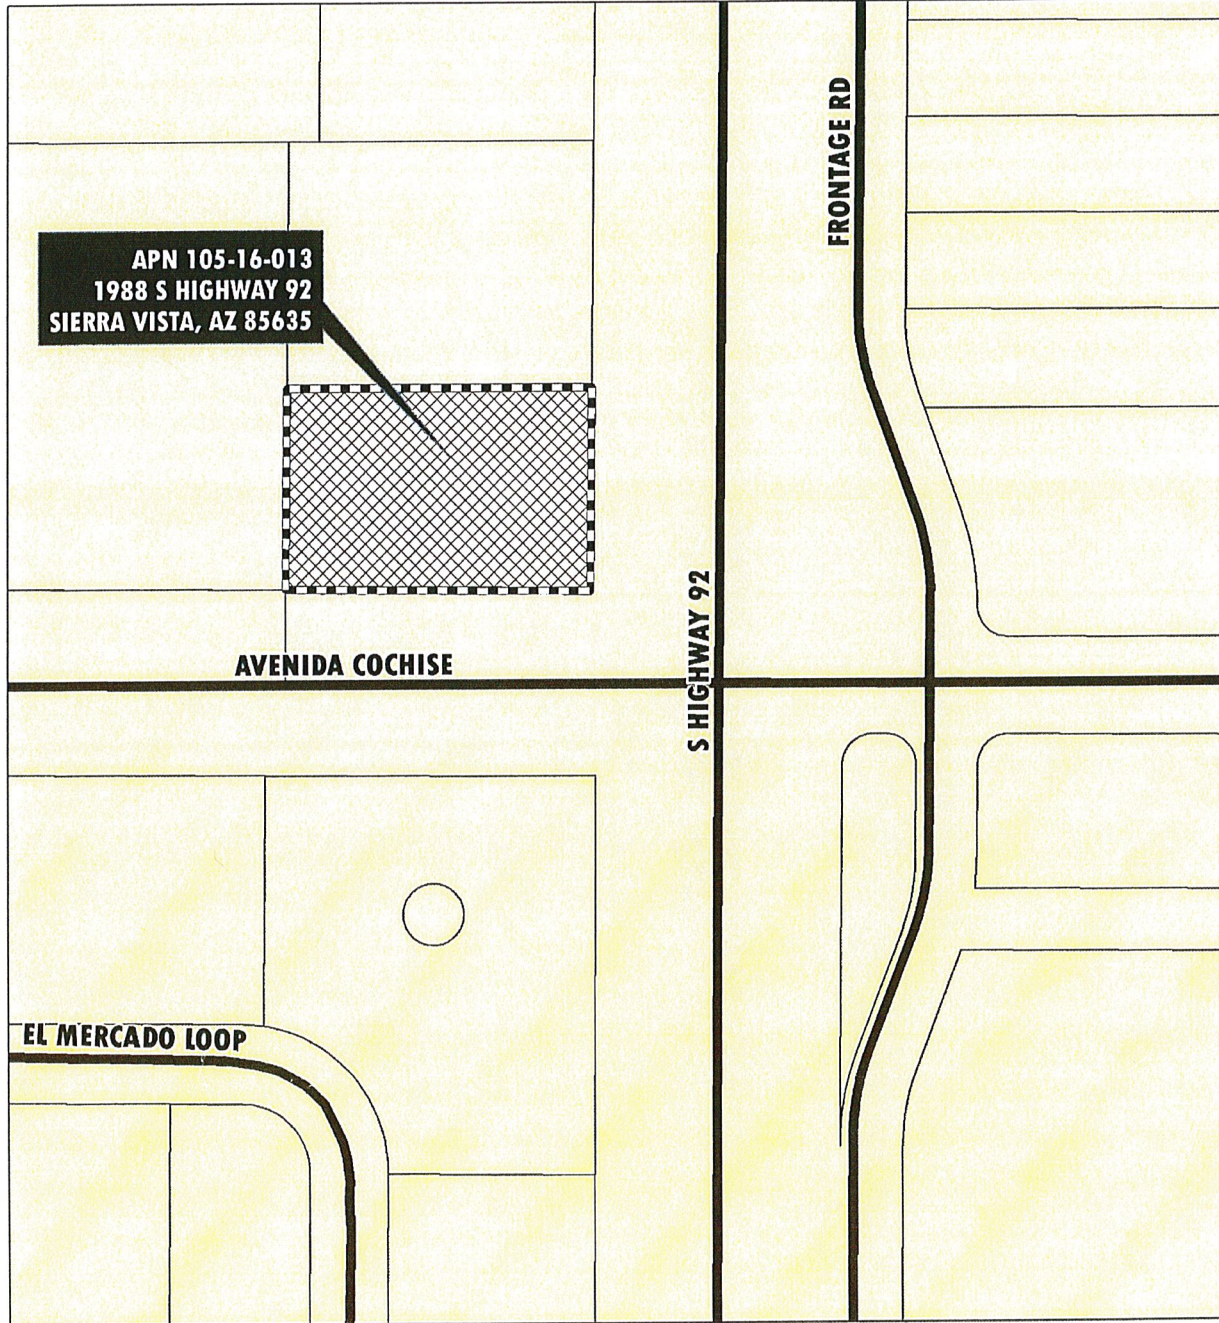 FRONTAGE RD
APN 105-16-013
1988 S HIGHWAY 92
SIERRA VISTA, AZ 85635
S HIGHWAY 92
AVENIDA COCHISE
EL MERCADO LOOP